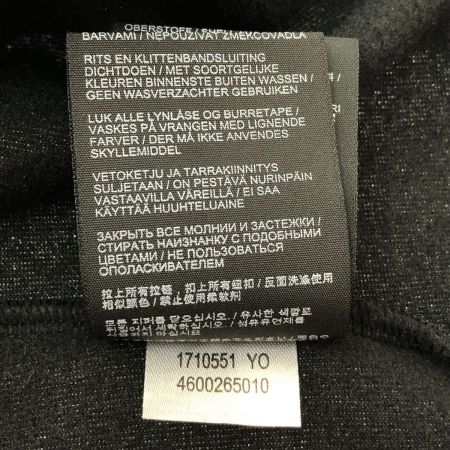 OBERSTOFF /
BARVAMI / NEPOUŽÍVAT ZMĚKČOVADLA
RITS EN KLITTENBANDSLUITING
DICHTDOEN / MET SOORTGELIJKE
KLEUREN BINNENSTE BUITEN WASSEN /
GEEN WASVERZACHTER GEBRUIKEN
LUK ALLE LYNLÅSE OG BURRETAPE /
VASKES PÅ VRANGEN MED LIGNENDE
FARVER / DER MÅ IKKE ANVENDES
SKYLLEMIDDEL
VETOKETJU JA TARRAKIINNITYS
SULJETAAN / ON PESTÄVÄ NURINPÄIN
VASTAAVILLA VÄREILLÄ / EI SAA
KÄYTTÄÄ HUUHTELUAINE
ЗАКРЫТЬ ВСЕ МОЛНИИ И ЗАСТЕЖКИ /
СТИРАТЬ НАИЗНАНКУ С ПОДОБНЫМИ
ЦВЕТАМИ / НЕ ПОЛЬЗОВАТЬСЯ
ОПОЛАСКИВАТЕЛЕМ
拉上所有拉链，扣上所有纽扣 / 反面洗涤使用
相似颜色 / 禁止使用柔软剂
1710551 YO
4600265010